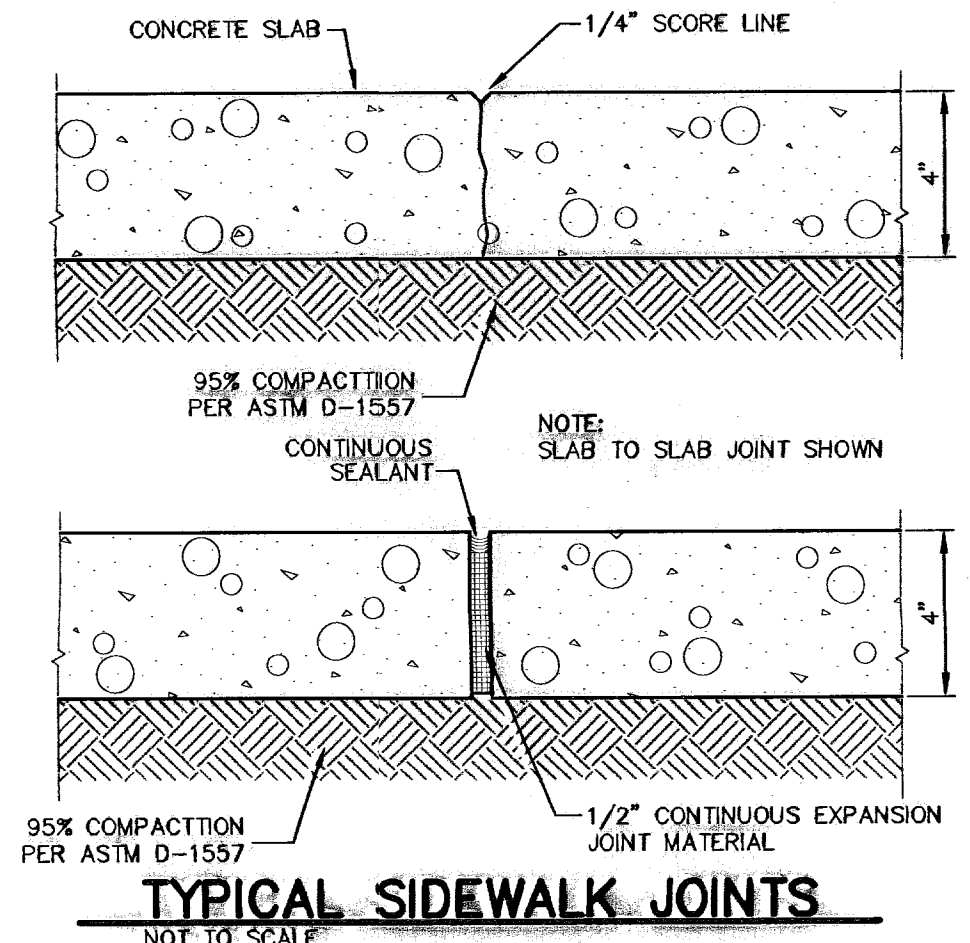 CONCRETE SLAB
1/4" SCORE LINE
4"
95% COMPACTTIION
PER ASTM D-1557
NOTE:
SLAB TO SLAB JOINT SHOWN
CONTINUOUS
SEALANT
4"
95% COMPACTTION
PER ASTM D-1557
1/2" CONTINUOUS EXPANSION
JOINT MATERIAL
TYPICAL SIDEWALK JOINTS
NOT TO SCALE